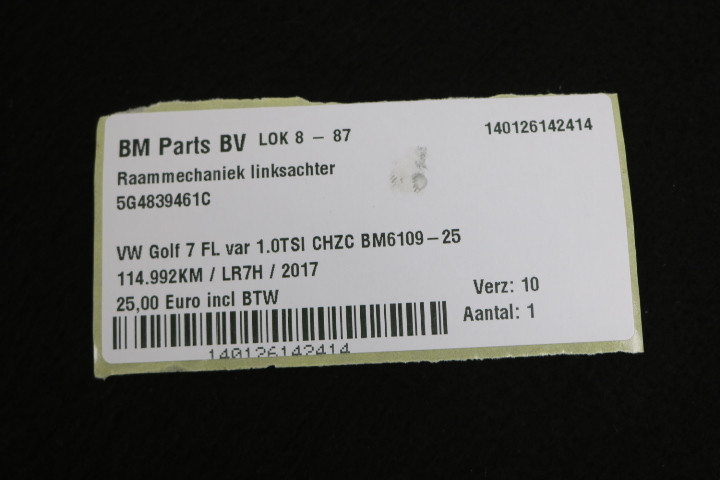 BM Parts BV LOK 8 - 87 140126142414
Raammechaniek linksachter
5G4839461C
VW Golf 7 FL var 1.0TSI CHZC BM6109-25
114.992KM / LR7H / 2017
25,00 Euro incl BTW
Verz: 10
Aantal: 1
140126142414